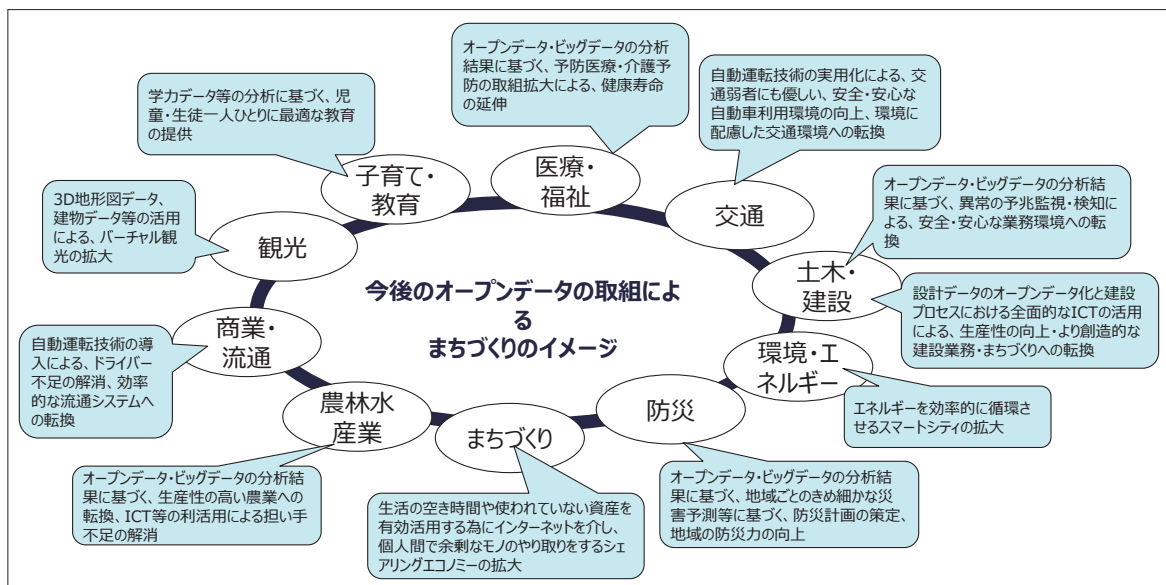 オープンデータ・ビッグデータの分析
結果に基づく、予防医療・介護予
防の取組拡大による、健康寿命
の延伸
自動運転技術の実用化による、交
通弱者にも優しい、安全・安心な
自動車利用環境の向上、環境に
配慮した交通環境への転換
学力データ等の分析に基づく、児
童・生徒一人ひとりに最適な教育
の提供
医療・
福祉
子育て・
教育
交通
オープンデータ・ビッグデータの分析結
果に基づく、異常の予兆監視・検知に
よる、安全・安心な業務環境への転
換
3D地形図データ、
建物データ等の活用
による、バーチャル観
光の拡大
観光
土木・
建設
今後のオープンデータの取組によ
る
まちづくりのイメージ
設計データのオープンデータ化と建設
プロセスにおける全面的なICTの活用
による、生産性の向上・より創造的な
建設業務・まちづくりへの転換
商業・
流通
自動運転技術の導
入による、ドライバー
不足の解消、効率
的な流通システムへ
の転換
環境・エ
ネルギー
エネルギーを効率的に循環さ
せるスマートシティの拡大
農林水
産業
まちづくり
防災
オープンデータ・ビッグデータの分析結
果に基づく、生産性の高い農業への
転換、ICT等の利活用による担い手
不足の解消
生活の空き時間や使われていない資産を
有効活用する為にインターネットを介し、
個人間で余剰なモノのやり取りをするシェ
アリングエコノミーの拡大
オープンデータ・ビッグデータの分析結
果に基づく、地域ごとのきめ細かな災
害予測等に基づく、防災計画の策定、
地域の防災力の向上